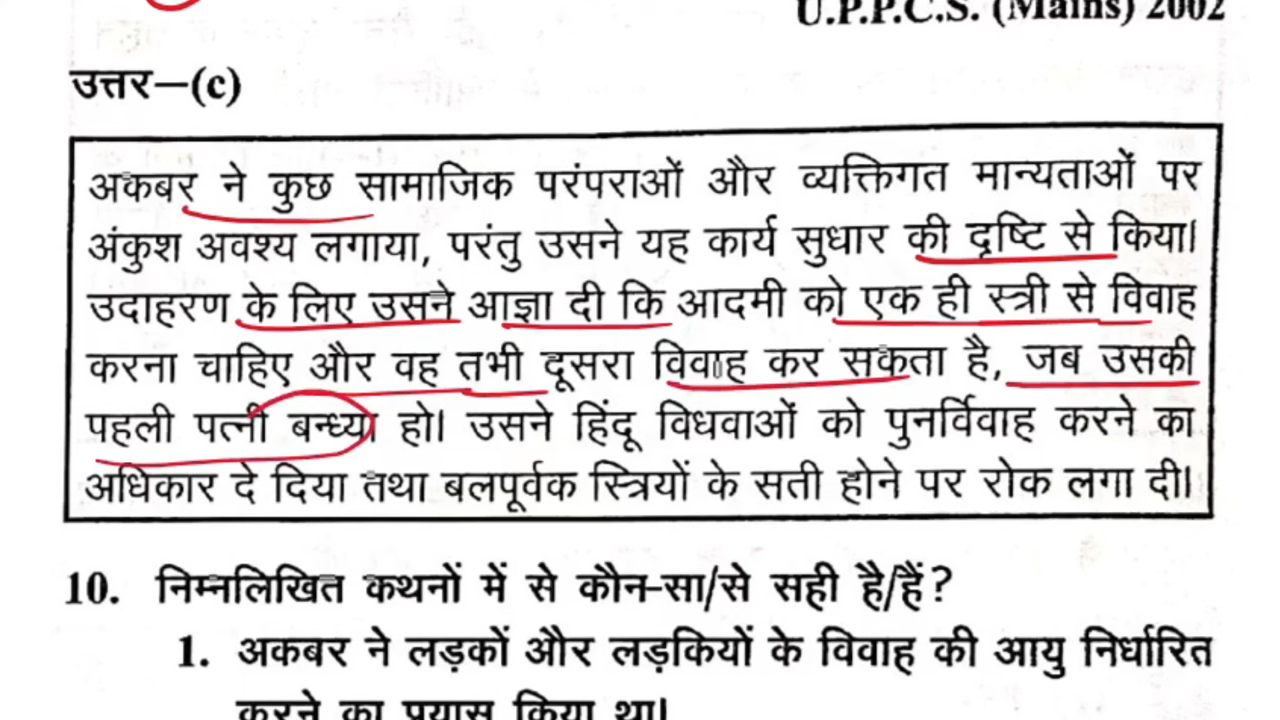 U.P.P.C.S. (Mains) 2002
उत्तर—(c)
अकबर ने कुछ सामाजिक परंपराओं और व्यक्तिगत मान्यताओं पर
अंकुश अवश्य लगाया, परंतु उसने यह कार्य सुधार की दृष्टि से किया।
उदाहरण के लिए उसने आज्ञा दी कि आदमी को एक ही स्त्री से विवाह
करना चाहिए और वह तभी दूसरा विवाह कर सकता है, जब उसकी
पहली पत्नी बन्ध्या हो। उसने हिंदू विधवाओं को पुनर्विवाह करने का
अधिकार दे दिया तथा बलपूर्वक स्त्रियों के सती होने पर रोक लगा दी।
10. निम्नलिखित कथनों में से कौन-सा/से सही है/हैं?
1. अकबर ने लड़कों और लड़कियों के विवाह की आयु निर्धारित
करने का प्रयास किया था।